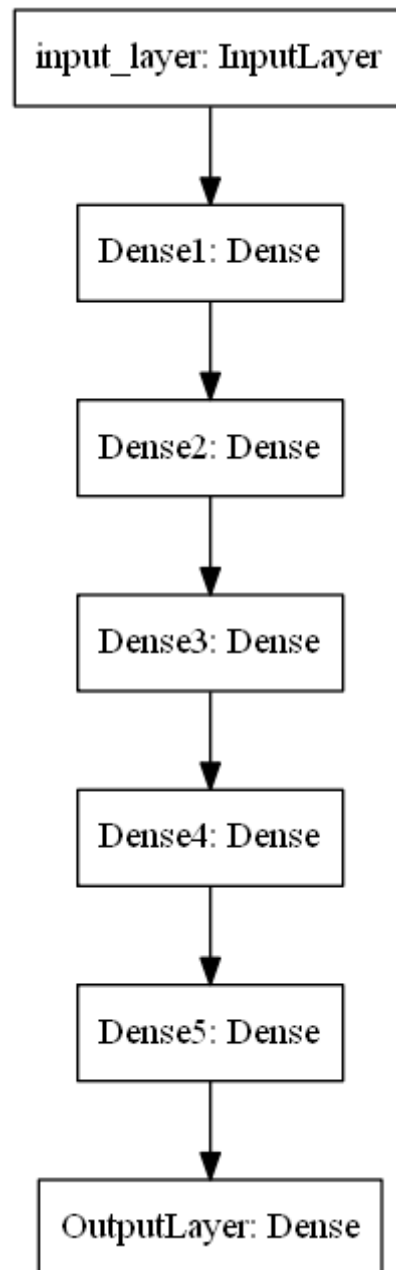 input_layer: InputLayer
Dense1: Dense
Dense2: Dense
Dense3: Dense
Dense4: Dense
Dense5: Dense
OutputLayer: Dense